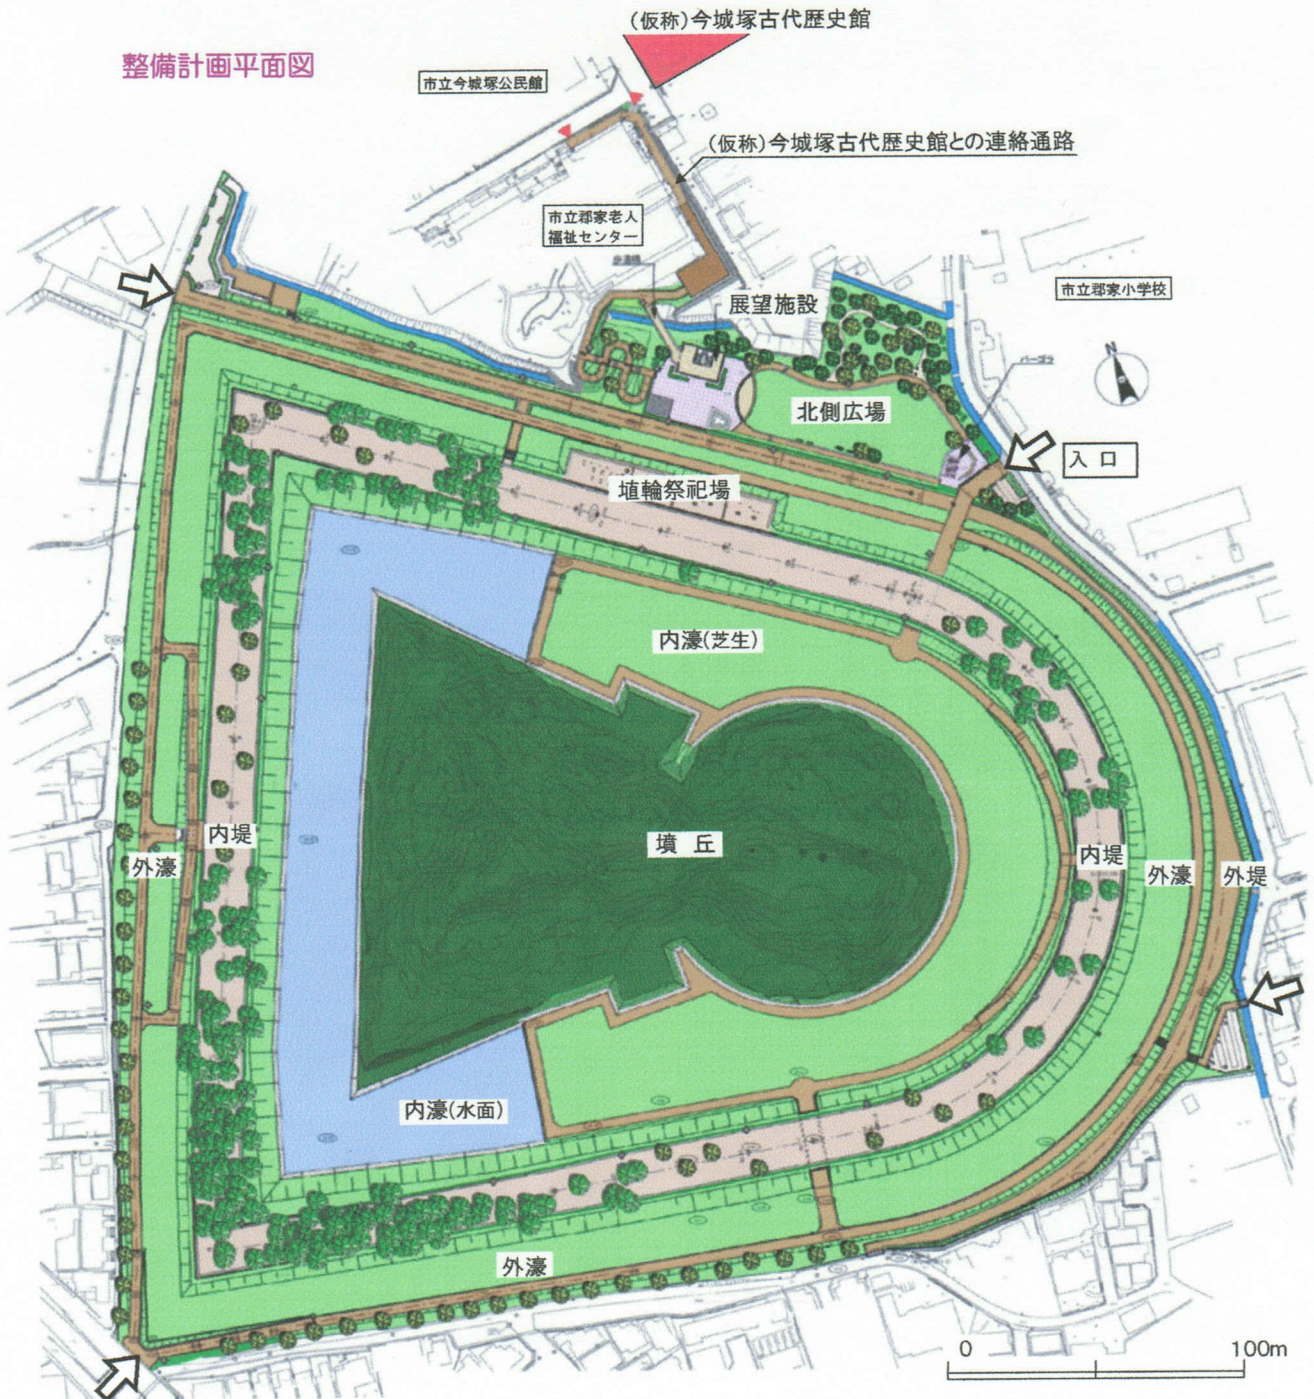 (仮称)今城塚古代歴史館
整備計画平面図
市立今城塚公民館
(仮称)今城塚古代歴史館との連絡通路
市立郡家老人
福祉センター
市立郡家小学校
展望施設
パーゴラ
N
北側広場
入口
埴輪祭祀場
内濠(芝生)
内堤
墳丘
内堤
外濠
外濠
外堤
内濠(水面)
外濠
0 100m